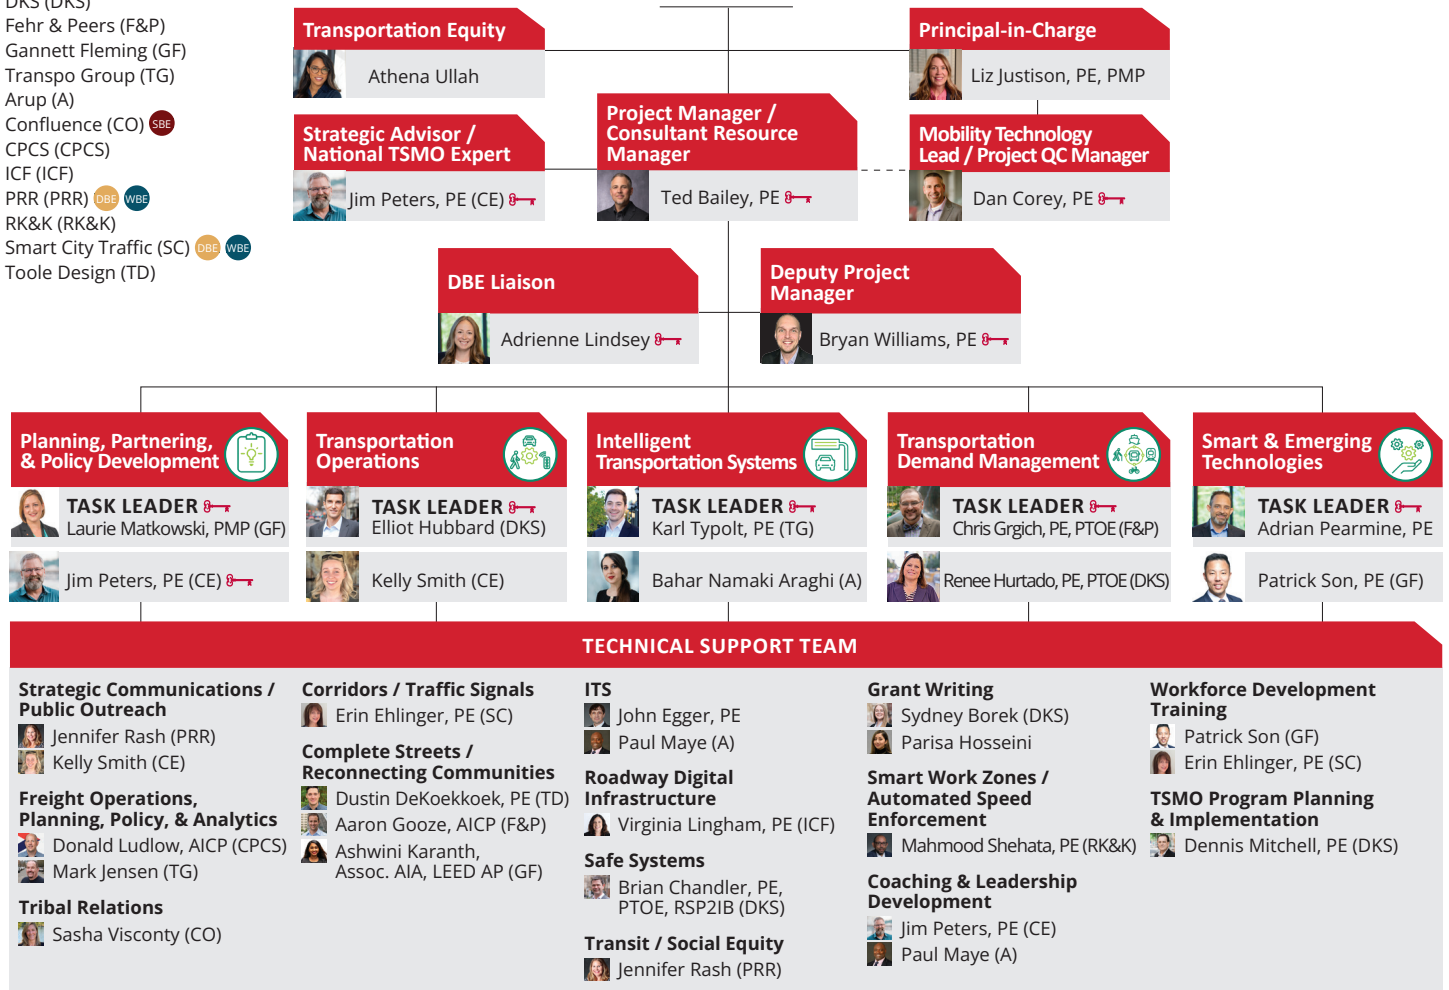 DKS (DKS)
Fehr & Peers (F&P)
Gannett Fleming (GF)
Transpo Group (TG)
Arup (A)
Confluence (CO) SBE
CPCS (CPCS)
ICF (ICF)
PRR (PRR) DBE WBE
RK&K (RK&K)
Smart City Traffic (SC) DBE WBE
Toole Design (TD)
Transportation Equity
Athena Ullah
Principal-in-Charge
Liz Justison, PE, PMP
Strategic Advisor /
National TSMO Expert
Jim Peters, PE (CE)
Project Manager /
Consultant Resource
Manager
Ted Bailey, PE
Mobility Technology
Lead / Project QC Manager
Dan Corey, PE
DBE Liaison
Adrienne Lindsey
Deputy Project
Manager
Bryan Williams, PE
Planning, Partnering,
& Policy Development
TASK LEADER
Laurie Matkowski, PMP (GF)
Jim Peters, PE (CE)
Transportation
Operations
TASK LEADER
Elliot Hubbard (DKS)
Kelly Smith (CE)
Intelligent
Transportation Systems
TASK LEADER
Karl Typolt, PE (TG)
Bahar Namaki Araghi (A)
Transportation
Demand Management
TASK LEADER
Chris Grgich, PE, PTOE (F&P)
Renee Hurtado, PE, PTOE (DKS)
Smart & Emerging
Technologies
TASK LEADER
Adrian Pearmine, PE
Patrick Son, PE (GF)
TECHNICAL SUPPORT TEAM
Strategic Communications /
Public Outreach
Jennifer Rash (PRR)
Kelly Smith (CE)
Freight Operations,
Planning, Policy, & Analytics
Donald Ludlow, AICP (CPCS)
Mark Jensen (TG)
Tribal Relations
Sasha Visconty (CO)
Corridors / Traffic Signals
Erin Ehlinger, PE (SC)
Complete Streets /
Reconnecting Communities
Dustin DeKoekkoek, PE (TD)
Aaron Gooze, AICP (F&P)
Ashwini Karanth,
Assoc. AIA, LEED AP (GF)
ITS
John Egger, PE
Paul Maye (A)
Roadway Digital
Infrastructure
Virginia Lingham, PE (ICF)
Safe Systems
Brian Chandler, PE,
PTOE, RSP2IB (DKS)
Transit / Social Equity
Jennifer Rash (PRR)
Grant Writing
Sydney Borek (DKS)
Parisa Hosseini
Smart Work Zones /
Automated Speed
Enforcement
Mahmood Shehata, PE (RK&K)
Coaching & Leadership
Development
Jim Peters, PE (CE)
Paul Maye (A)
Workforce Development
Training
Patrick Son (GF)
Erin Ehlinger, PE (SC)
TSMO Program Planning
& Implementation
Dennis Mitchell, PE (DKS)